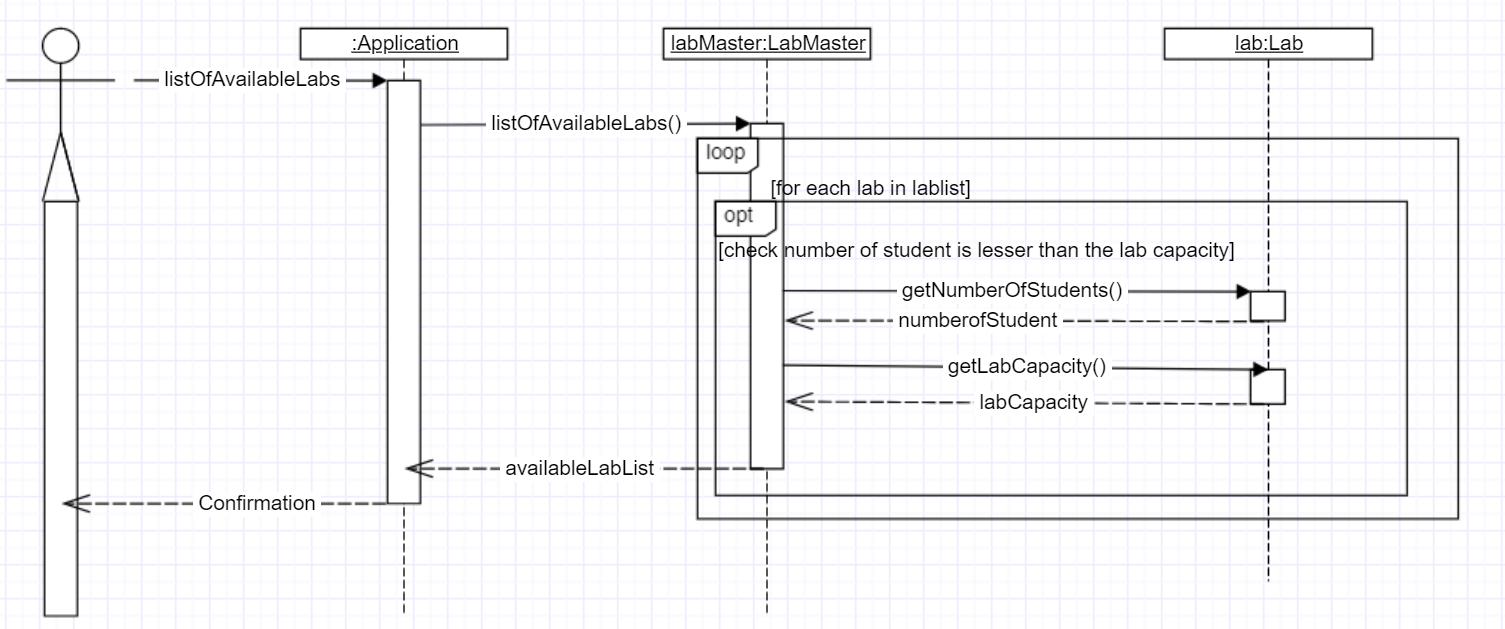 :Application
labMaster:LabMaster
lab:Lab
listOfAvailableLabs
listOfAvailableLabs()
loop
[for each lab in lablist]
opt
[check number of student is lesser than the lab capacity]
getNumberOfStudents()
numberofStudent
getLabCapacity()
labCapacity
availableLabList
Confirmation